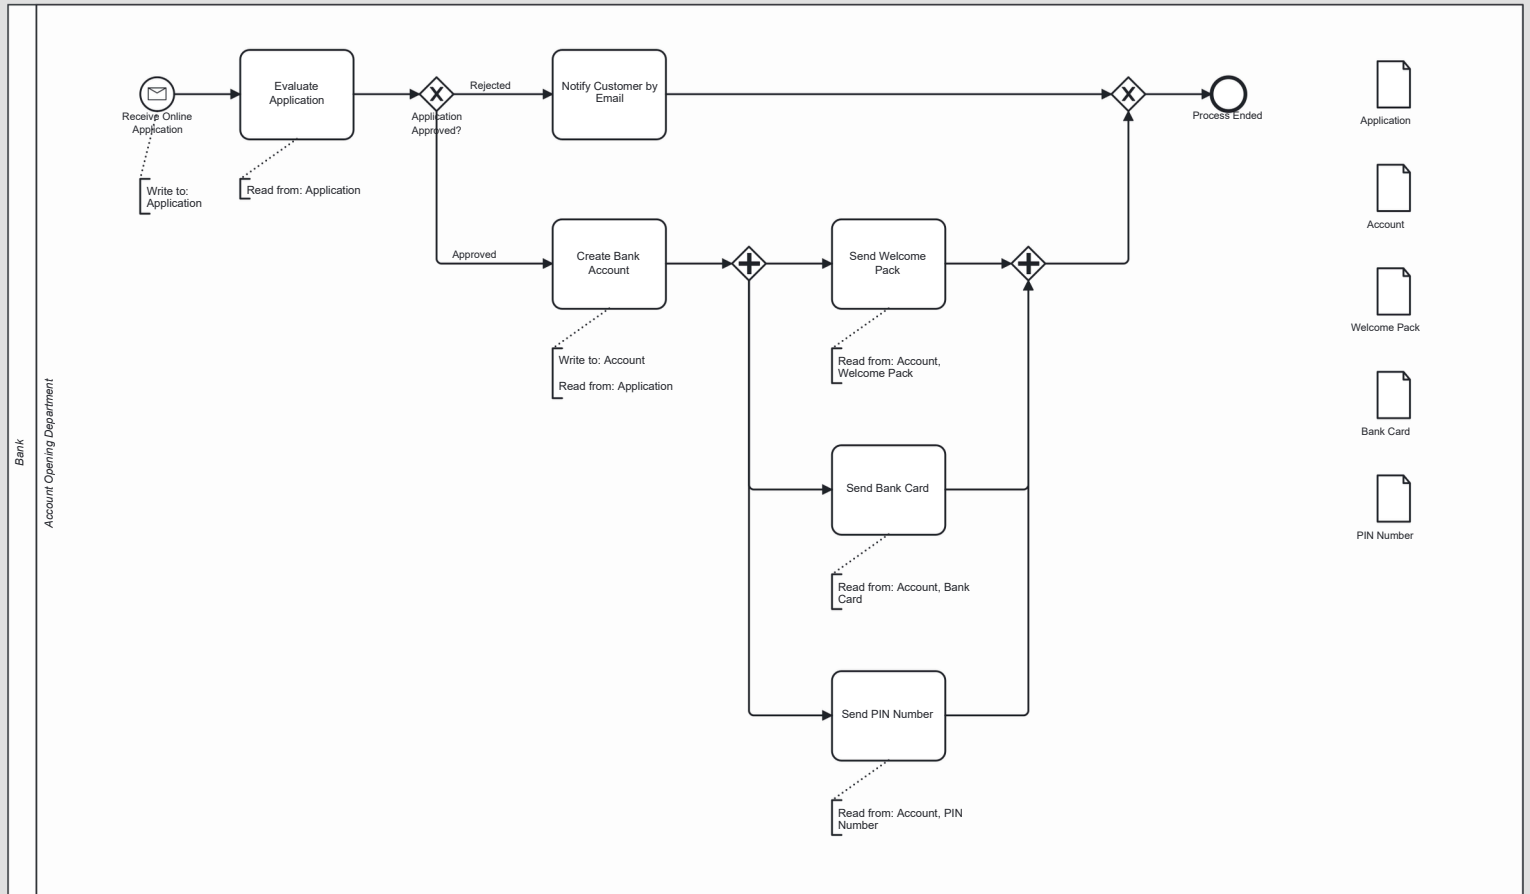 Bank
Account Opening Department
Receive Online
Application
Write to:
Application
Evaluate
Application
Read from: Application
X
Application
Approved?
Rejected
Notify Customer by
Email
X
Process Ended
Approved
Create Bank
Account
Write to: Account
Read from: Application
Send Welcome
Pack
Read from: Account,
Welcome Pack
Send Bank Card
Read from: Account, Bank
Card
Send PIN Number
Read from: Account, PIN
Number
Application
Account
Welcome Pack
Bank Card
PIN Number